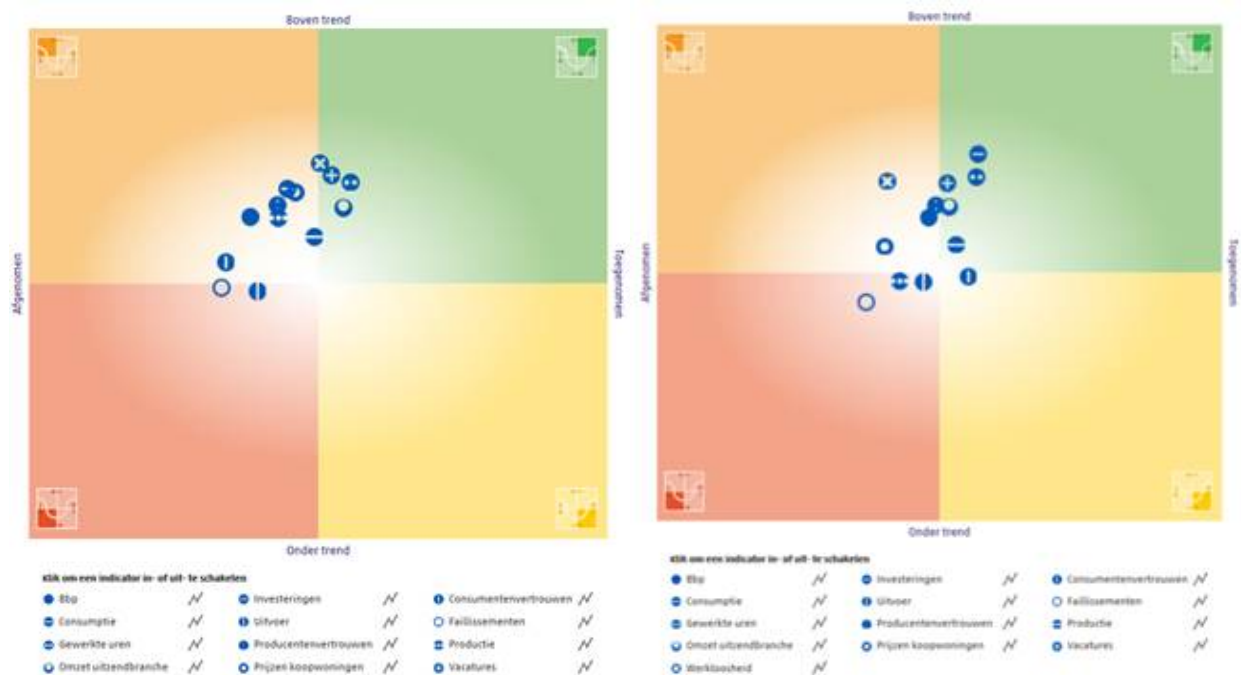 Boven trend
Afgenomen
Toegenomen
Onder trend
Klik om een indicator in- of uit- te schakelen
Bbp
Investeringen
Consumentenvertrouwen
Consumptie
Uitvoer
Faillissementen
Gewerkte uren
Producentenvertrouwen
Productie
Omzet uitzendbranche
Prijzen koopwoningen
Vacatures
Boven trend
Afgenomen
Toegenomen
Onder trend
Klik om een indicator in- of uit- te schakelen
Bbp
Investeringen
Consumentenvertrouwen
Consumptie
Uitvoer
Faillissementen
Gewerkte uren
Producentenvertrouwen
Productie
Omzet uitzendbranche
Prijzen koopwoningen
Vacatures
Werkloosheid